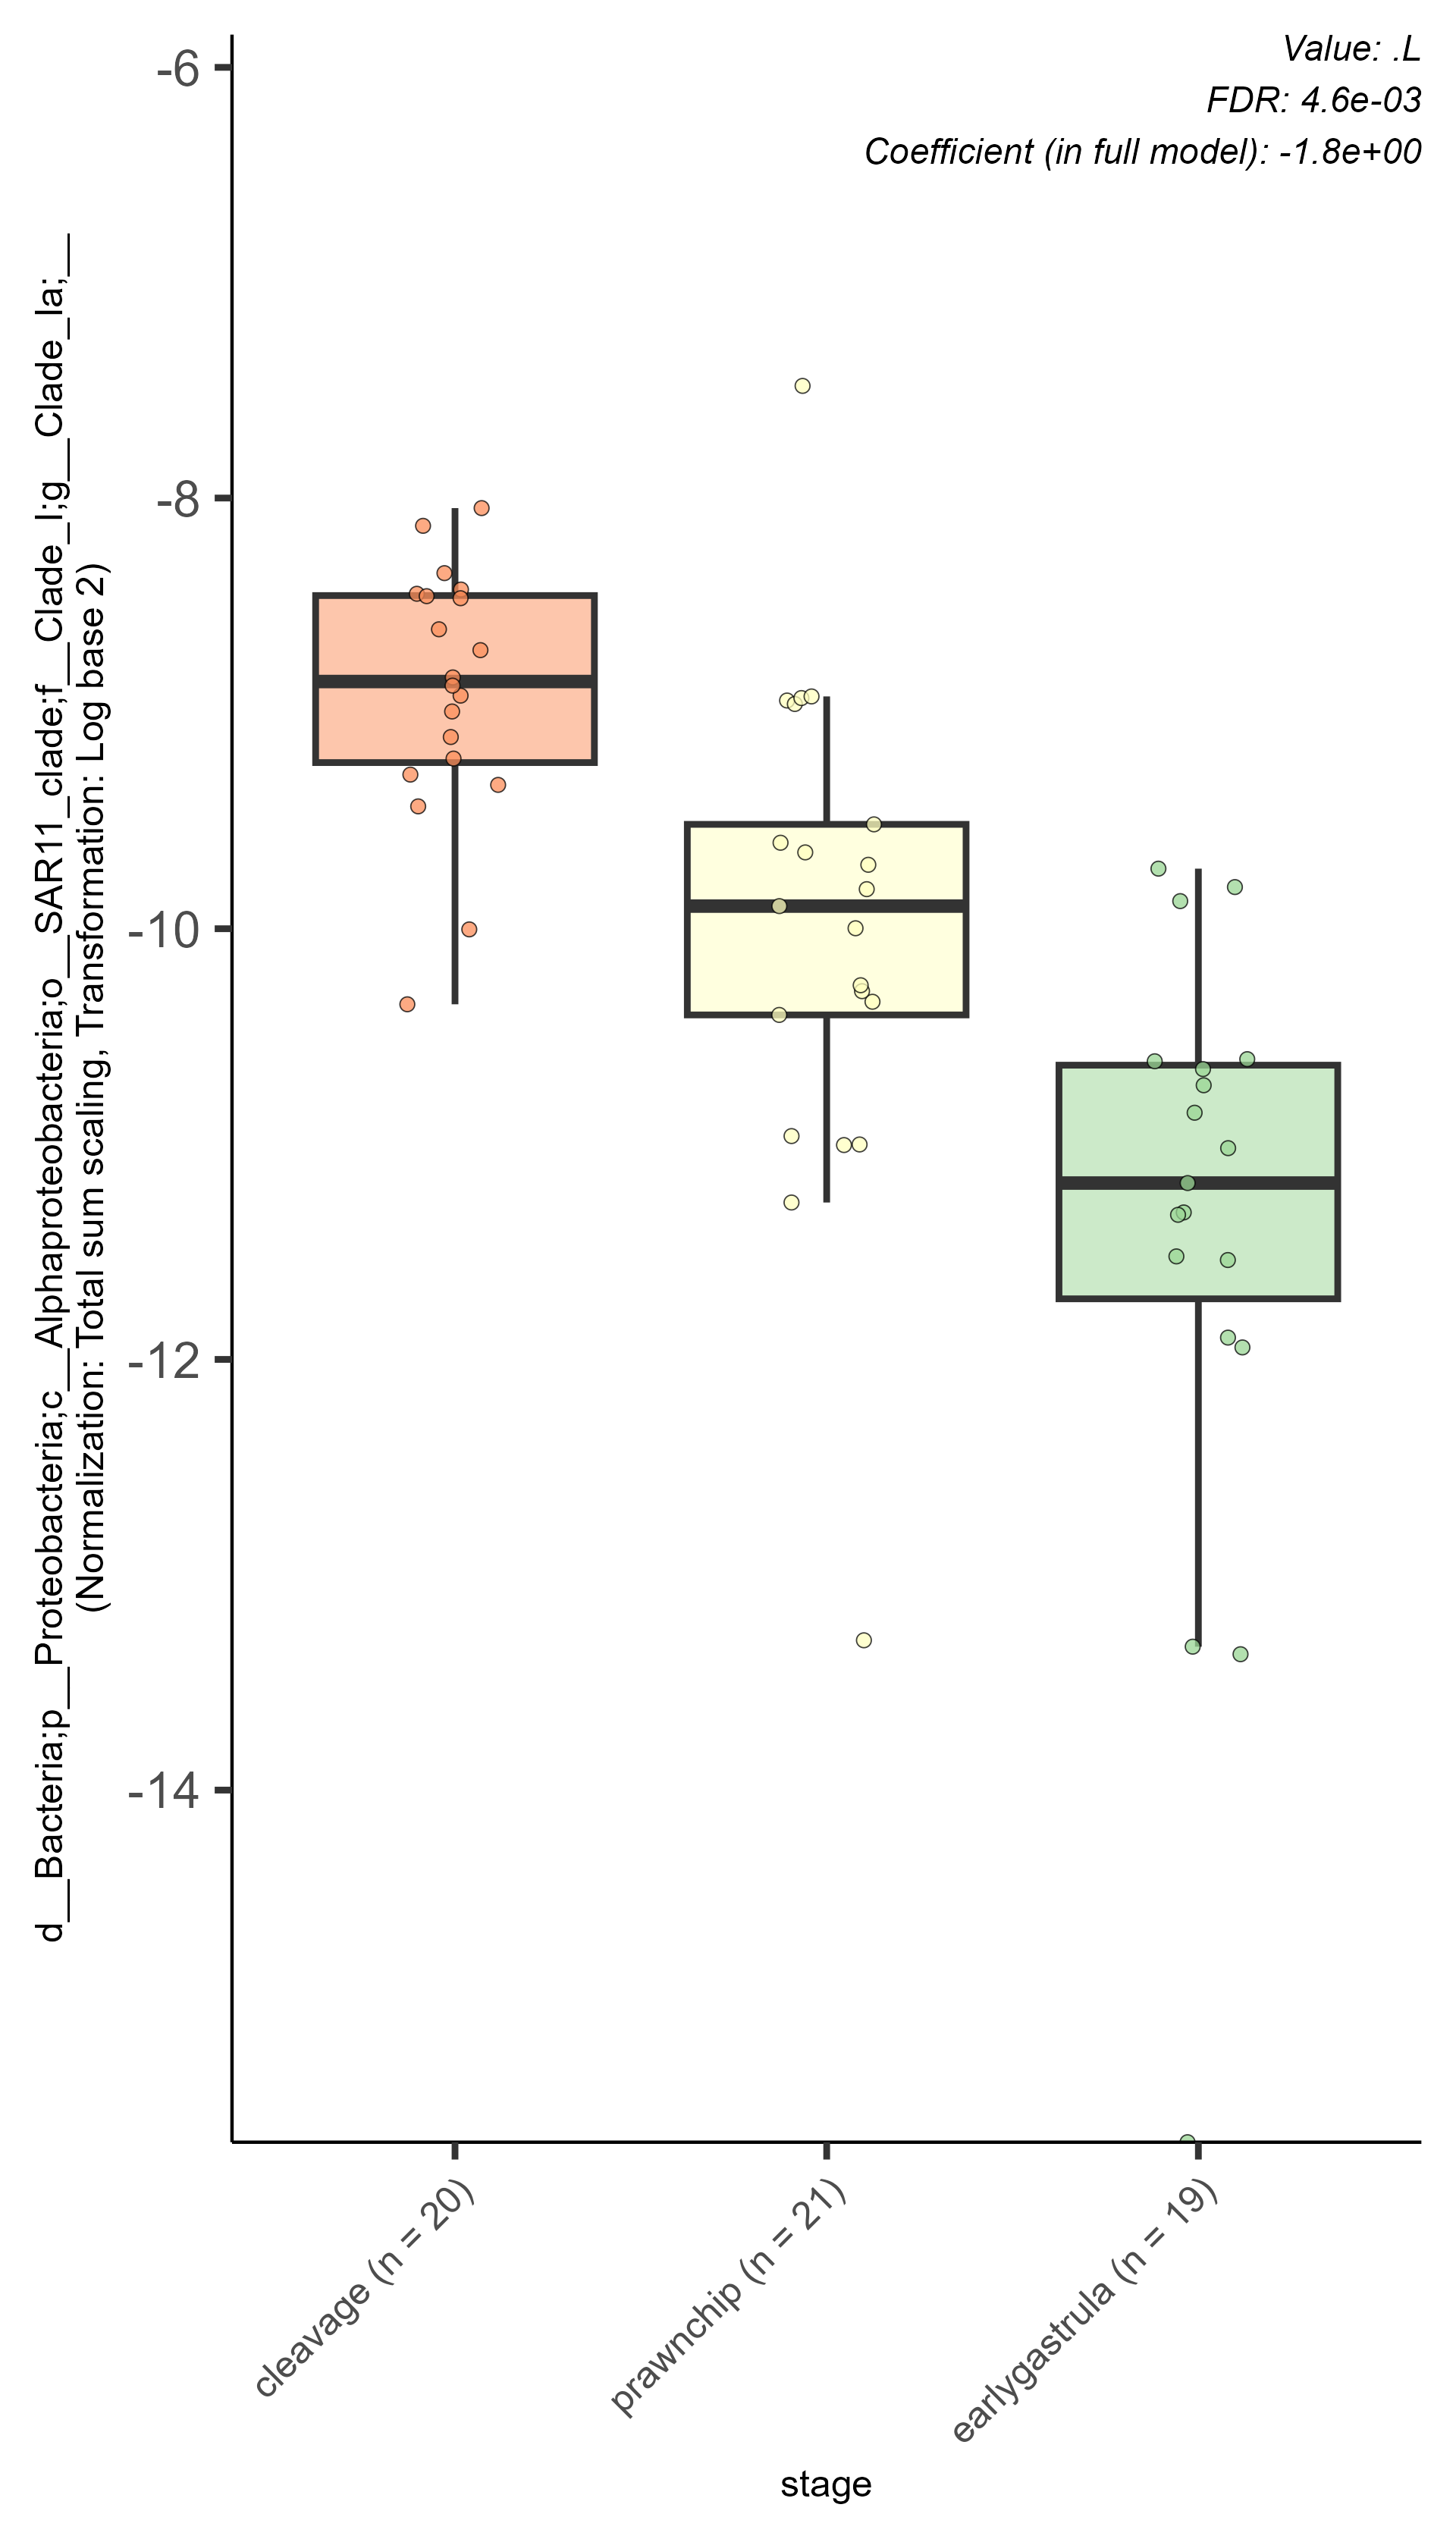 Value: .L
FDR: 4.6e-03
Coefficient (in full model): -1.8e+00
d__Bacteria;p__Proteobacteria;c__Alphaproteobacteria;o__SAR11_clade;f__Clade_I;g__Clade_Ia;__
(Normalization: Total sum scaling, Transformation: Log base 2)
-6
-8
-10
-12
-14
cleavage (n = 20)
prawnchip (n = 21)
earlygastrula (n = 19)
stage